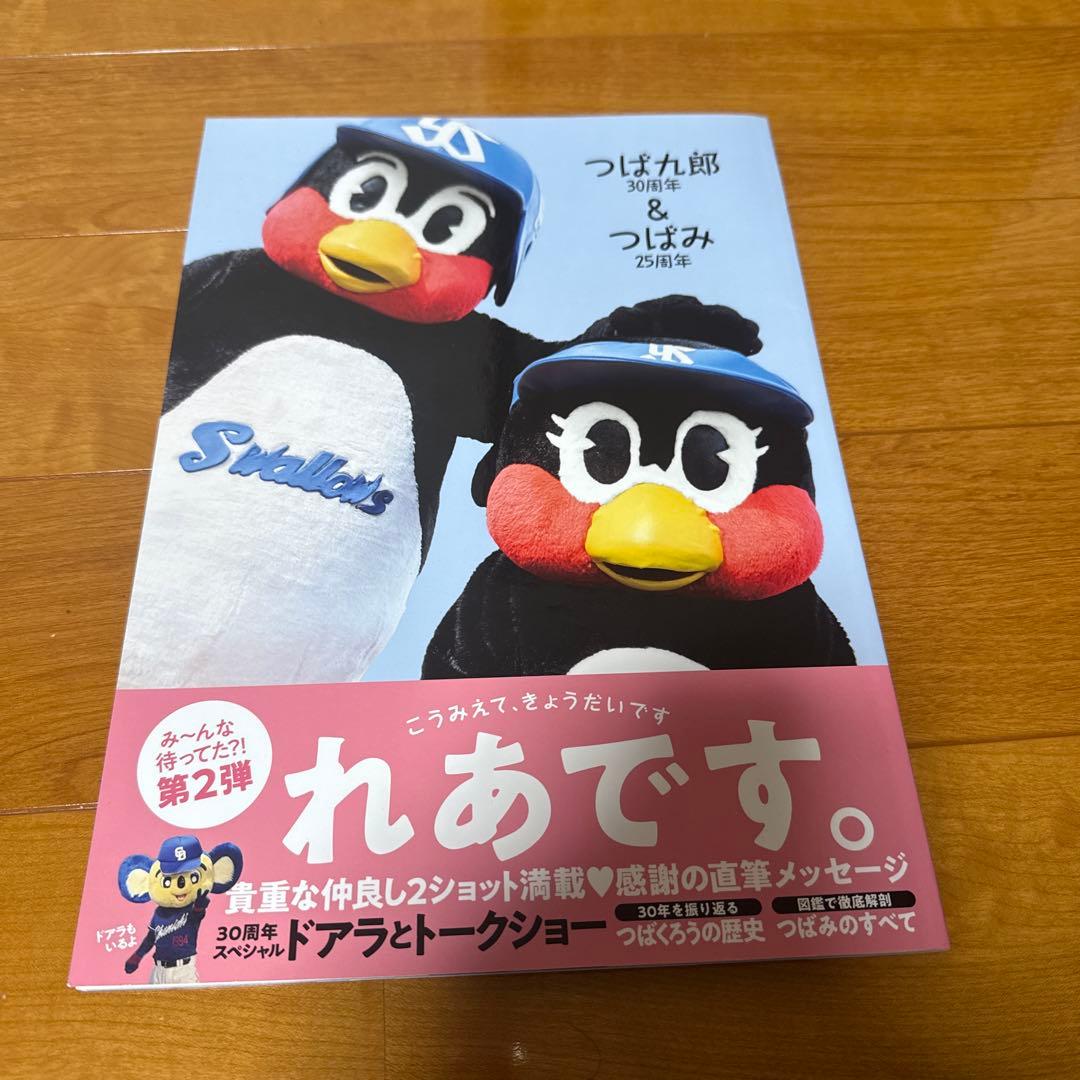 つば九郎
30周年
&
つばみ
25周年
Swallows
こうみえて、きょうだいです
み〜んな
待ってた?!
第2弾
れあです。
貴重な仲良し2ショット満載♥感謝の直筆メッセージ
ドアラも
いるよ
CD
Chunichi
1994
30周年
スペシャル
ドアラとトークショー
30年を振り返る
つばくろうの歴史
図鑑で徹底解剖
つばみのすべて